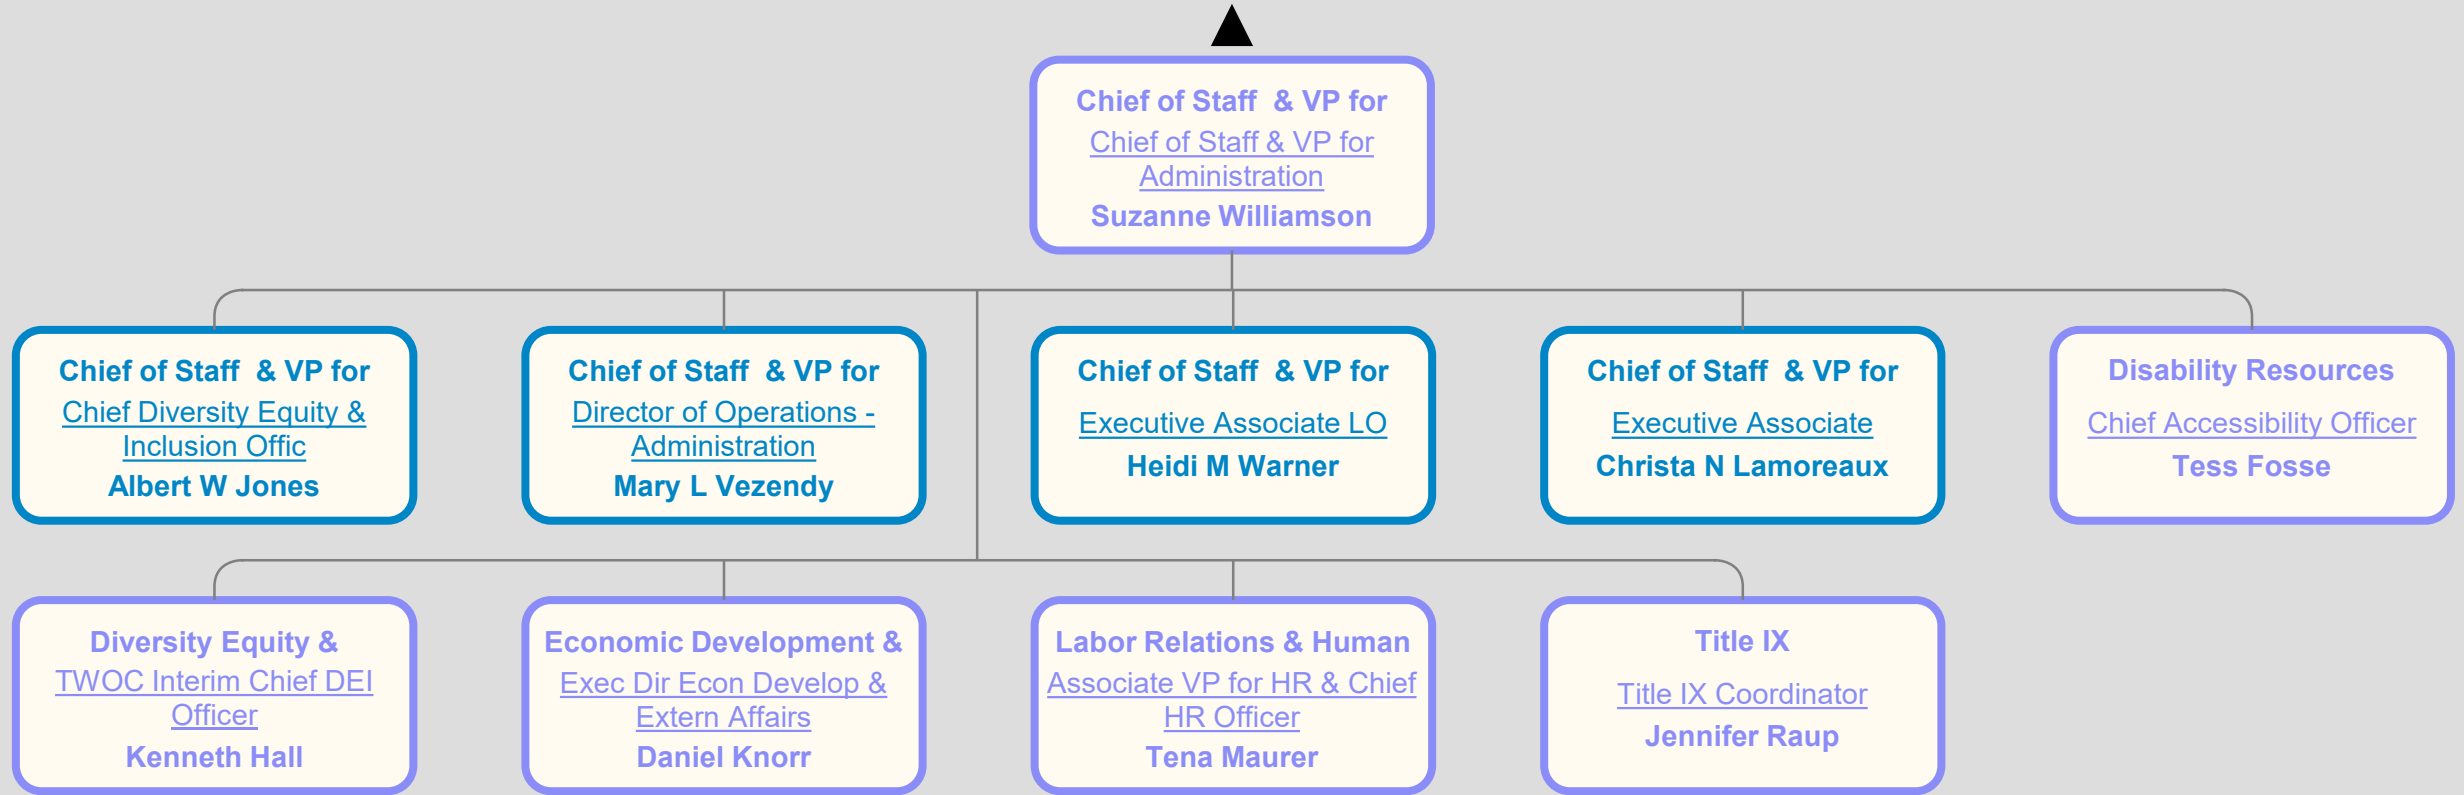 Chief of Staff  & VP for
Chief of Staff & VP for
Administration
Suzanne Williamson
Chief of Staff  & VP for
Chief Diversity Equity &
Inclusion Offic
Albert W Jones
Chief of Staff  & VP for
Director of Operations -
Administration
Mary L Vezendy
Chief of Staff  & VP for
Executive Associate LO
Heidi M Warner
Chief of Staff  & VP for
Executive Associate
Christa N Lamoreaux
Disability Resources
Chief Accessibility Officer
Tess Fosse
Diversity Equity &
TWOC Interim Chief DEI
Officer
Kenneth Hall
Economic Development &
Exec Dir Econ Develop &
Extern Affairs
Daniel Knorr
Labor Relations & Human
Associate VP for HR & Chief
HR Officer
Tena Maurer
Title IX
Title IX Coordinator
Jennifer Raup